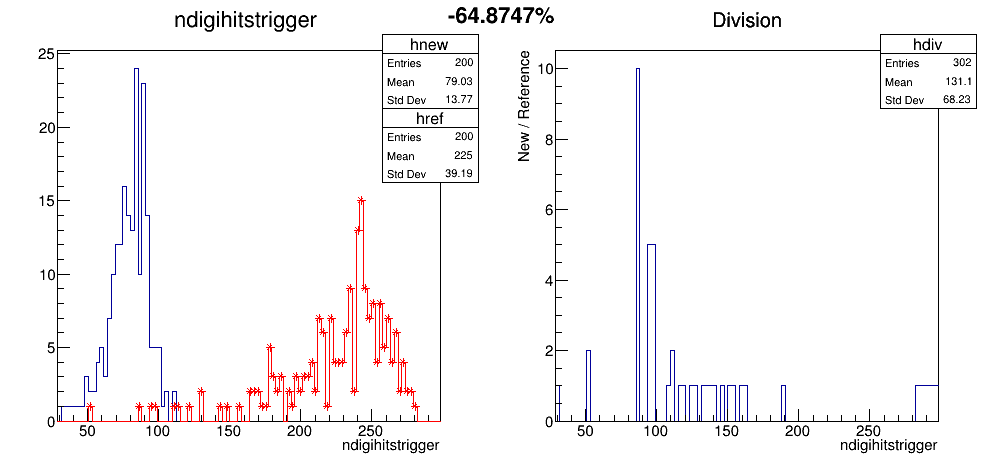 -64.8747%
ndigihitstrigger
hnew
Entries 200
Mean 79.03
Std Dev 13.77
href
Entries 200
Mean 225
Std Dev 39.19
25
20
15
10
5
0
50 100 150 200 250
ndigihitstrigger
Division
hdiv
Entries 302
Mean 131.1
Std Dev 68.23
New / Reference
10
8
6
4
2
0
50 100 150 200 250
ndigihitstrigger